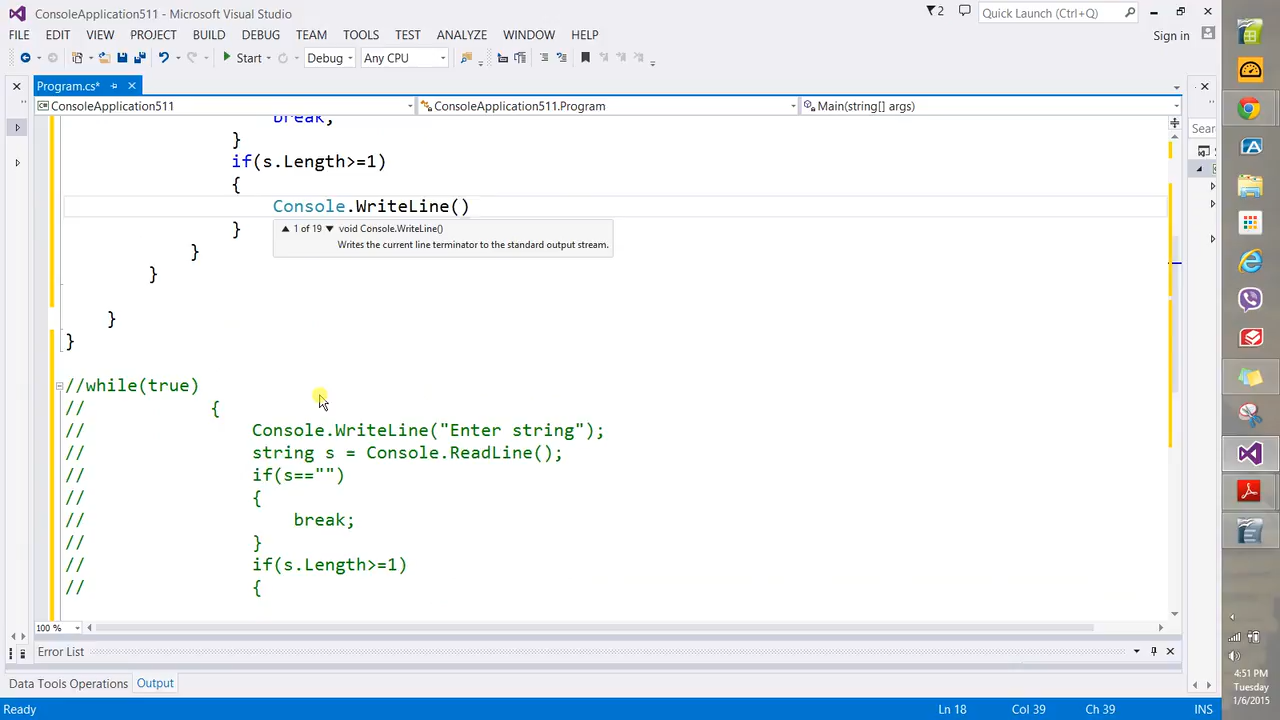 ConsoleApplication511 - Microsoft Visual Studio
2
Quick Launch (Ctrl+Q)
FILE EDIT VIEW PROJECT BUILD DEBUG TEAM TOOLS TEST ANALYZE WINDOW HELP
Sign in
Start Debug Any CPU
Program.cs*
ConsoleApplication511 ConsoleApplication511.Program Main(string[] args)
Sear
break;
}
if(s.Length>=1)
{
Console.WriteLine()
}
1 of 19 void Console.WriteLine()
Writes the current line terminator to the standard output stream.
}
}
}
}
//while(true)
// {
// Console.WriteLine("Enter string");
// string s = Console.ReadLine();
// if(s=="")
// {
// break;
// }
// if(s.Length>=1)
// {
100 %
Error List
Data Tools Operations Output
Ready Ln 18 Col 39 Ch 39 INS
4:51 PM
Tuesday
1/6/2015